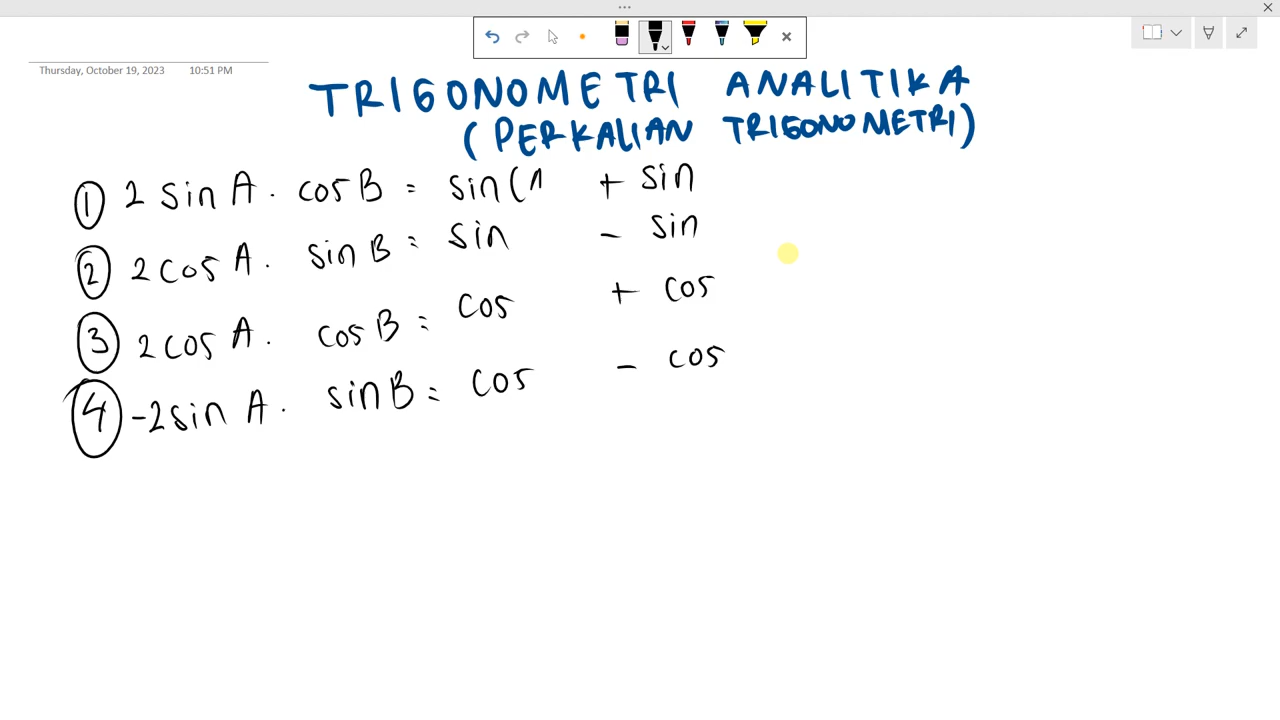 Thursday, October 19, 2023 10:51 PM
TRIGONOMETRI ANALITIKA
(PERKALIAN TRIGONOMETRI)
① 2 sin A . cos B = sin ( + sin
② 2 cos A . sin B = sin - sin
③ 2 cos A . cos B = cos + cos
④ -2 sin A . sin B = cos - cos